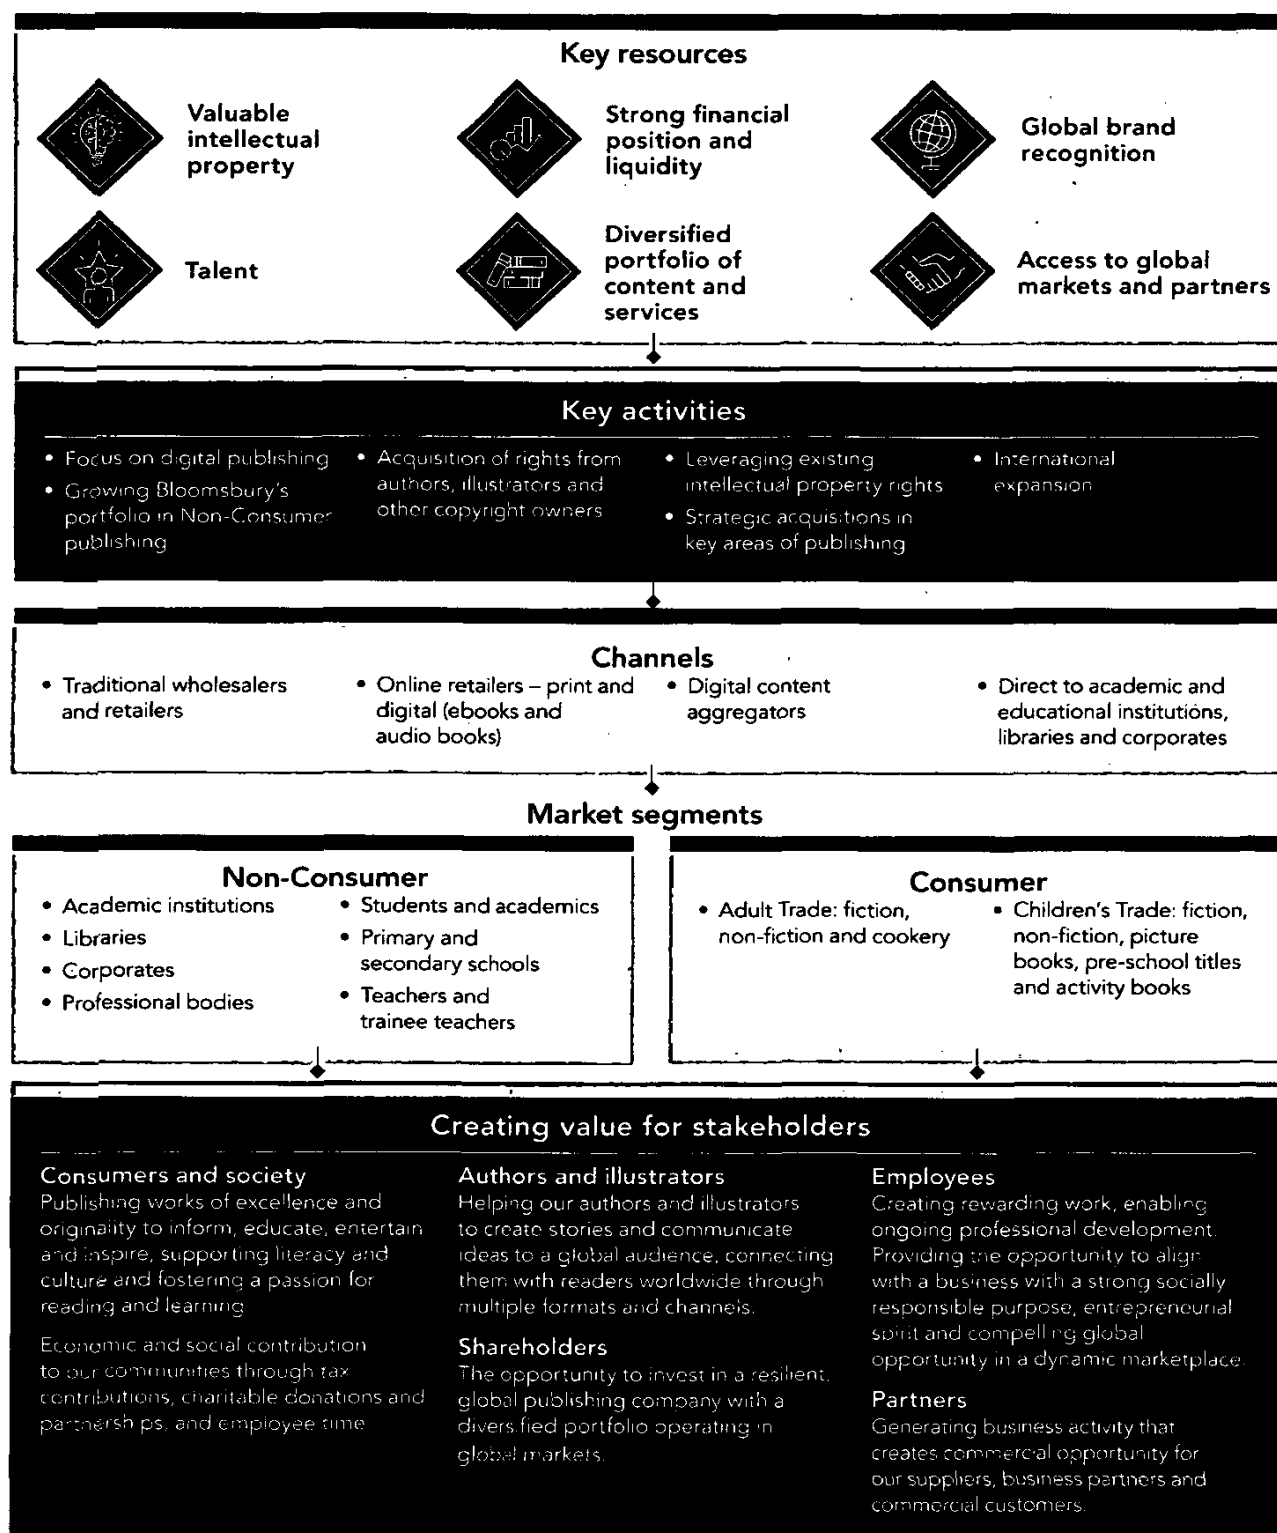 Key resources
Valuable
intellectual
property
Strong financial
position and
liquidity
Global brand
recognition
Talent
Diversified
portfolio of
content and
services
Access to global
markets and partners
Key activities
• Focus on digital publishing
• Growing Bloomsbury's
portfolio in Non-Consumer
publishing
• Acquisition of rights from
authors, illustrators and
other copyright owners
• Leveraging existing
intellectual property rights
• Strategic acquisitions in
key areas of publishing
• International
expansion
Channels
• Traditional wholesalers
and retailers
• Online retailers – print and
digital (ebooks and
audio books)
• Digital content
aggregators
• Direct to academic and
educational institutions,
libraries and corporates
Market segments
Non-Consumer
• Academic institutions
• Libraries
• Corporates
• Professional bodies
• Students and academics
• Primary and
secondary schools
• Teachers and
trainee teachers
Consumer
• Adult Trade: fiction,
non-fiction and cookery
• Children's Trade: fiction,
non-fiction, picture
books, pre-school titles
and activity books
Creating value for stakeholders
Consumers and society
Publishing works of excellence and
originality to inform, educate, entertain
and inspire, supporting literacy and
culture and fostering a passion for
reading and learning
Economic and social contribution
to our communities through tax
contributions, charitable donations and
partnerships, and employee time
Authors and illustrators
Helping our authors and illustrators
to create stories and communicate
ideas to a global audience, connecting
them with readers worldwide through
multiple formats and channels.
Shareholders
The opportunity to invest in a resilient,
global publishing company with a
diversified portfolio operating in
global markets.
Employees
Creating rewarding work, enabling
ongoing professional development.
Providing the opportunity to align
with a business with a strong socially
responsible purpose, entrepreneurial
spirit and compelling global
opportunity in a dynamic marketplace.
Partners
Generating business activity that
creates commercial opportunity for
our suppliers, business partners and
commercial customers.